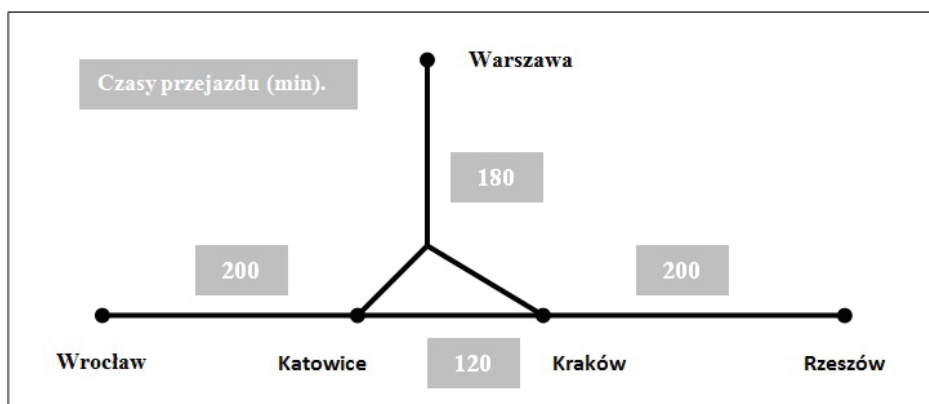 Warszawa
Czasy przejazdu (min).
180
200
200
Wrocław
Katowice
120
Kraków
Rzeszów